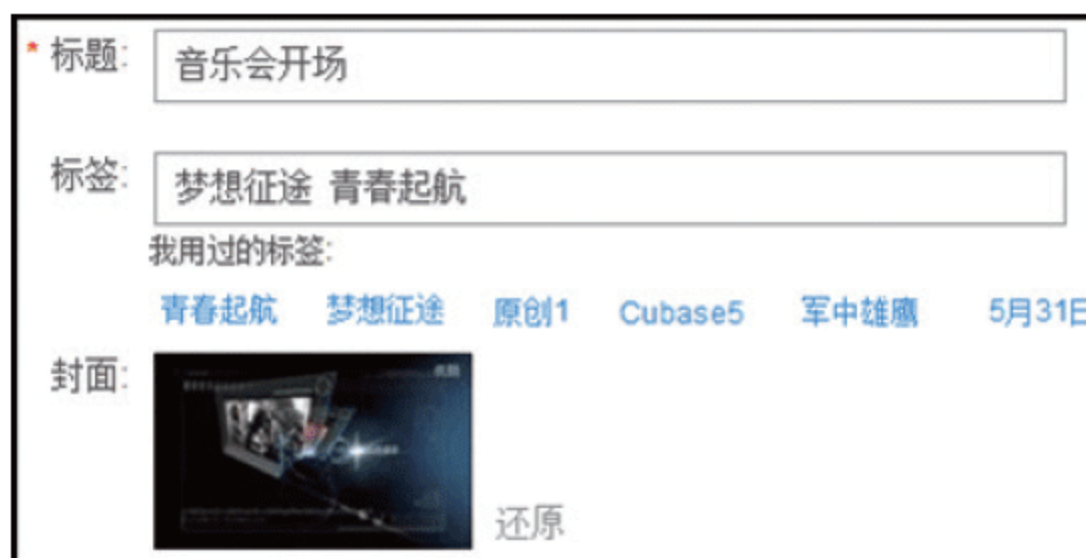 * 标题: 音乐会开场
标签: 梦想征途 青春起航
我用过的标签:
青春起航 梦想征途 原创1 Cubase5 军中雄鹰 5月31日
封面:
还原